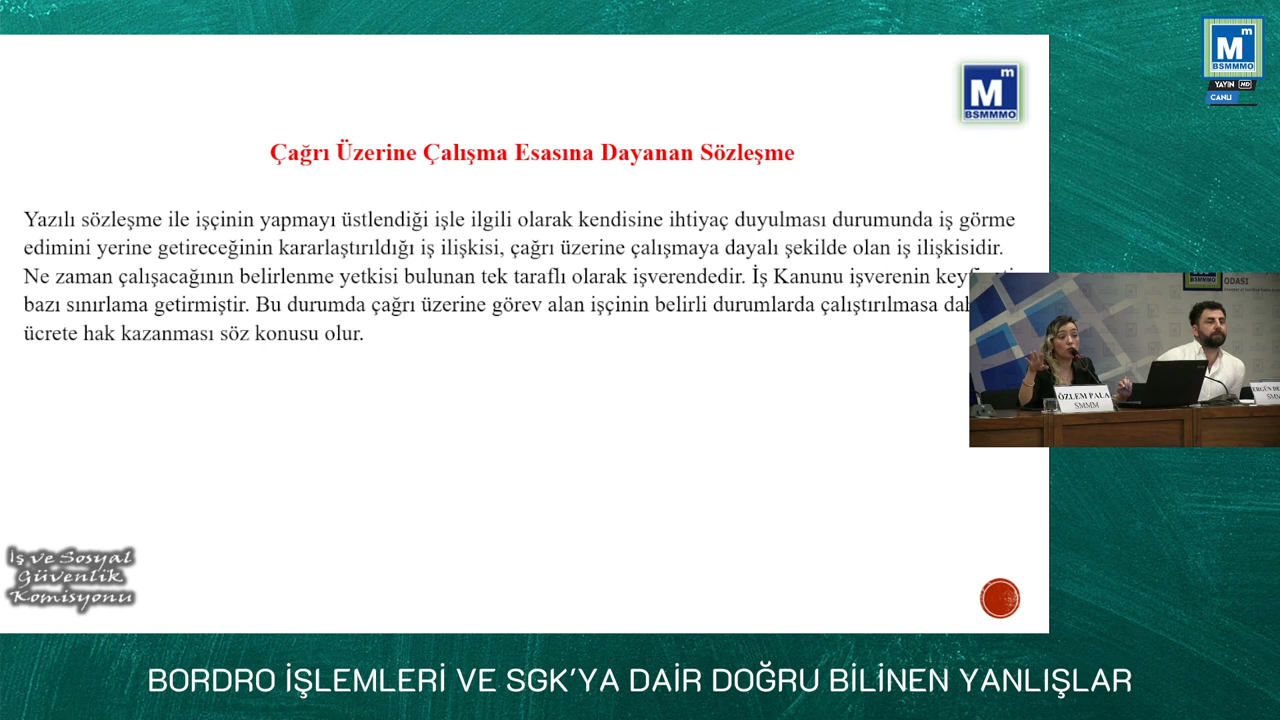 M m
BSMMMO
YAYIN HD
CANLI
M m
BSMMMO
Çağrı Üzerine Çalışma Esasına Dayanan Sözleşme
Yazılı sözleşme ile işçinin yapmayı üstlendiği işle ilgili olarak kendisine ihtiyaç duyulması durumunda iş görme
edimini yerine getireceğinin kararlaştırıldığı iş ilişkisi, çağrı üzerine çalışmaya dayalı şekilde olan iş ilişkisidir.
Ne zaman çalışacağının belirlenme yetkisi bulunan tek taraflı olarak işverendedir. İş Kanunu işverenin
bazı sınırlama getirmiştir. Bu durumda çağrı üzerine görev alan işçinin belirli durumlarda çalıştırılmasa
ücrete hak kazanması söz konusu olur.
ODASI
ÖZLEM PALA
SMMM
ERGÜN
İş ve Sosyal
Güvenlik
Komisyonu
BORDRO İŞLEMLERİ VE SGK'YA DAİR DOĞRU BİLİNEN YANLIŞLAR